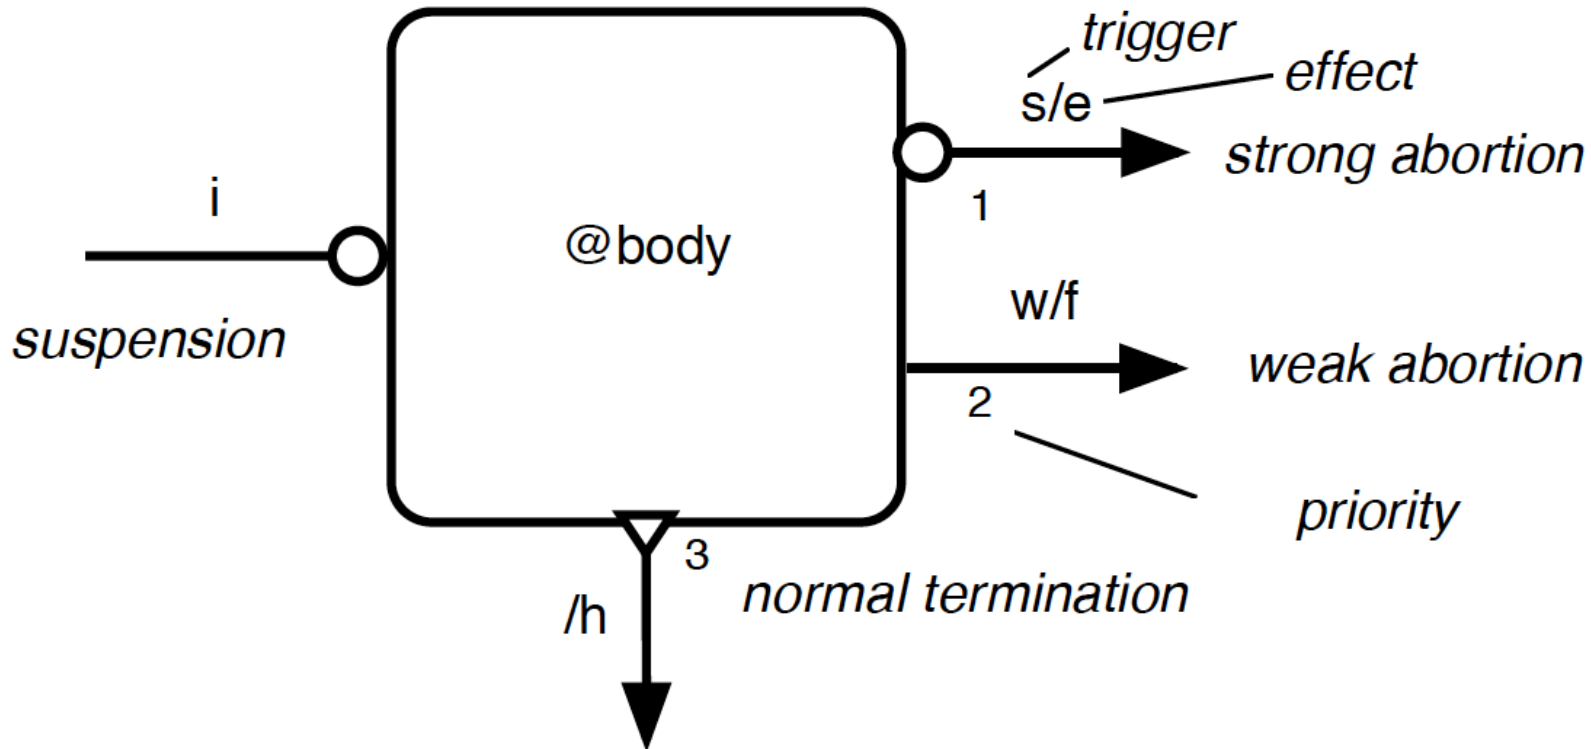 trigger
effect
s/e
strong abortion
1
i
@body
suspension
w/f
weak abortion
2
priority
3
normal termination
/h